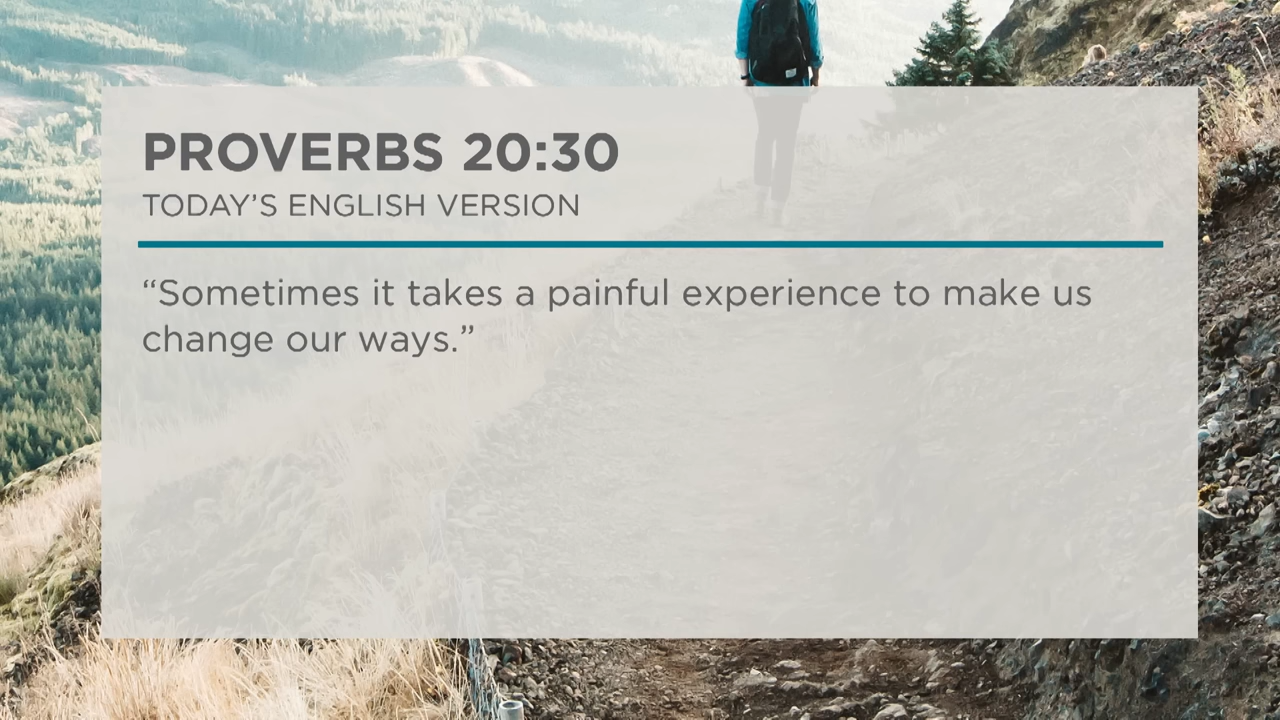 PROVERBS 20:30
TODAY'S ENGLISH VERSION
“Sometimes it takes a painful experience to make us
change our ways.”